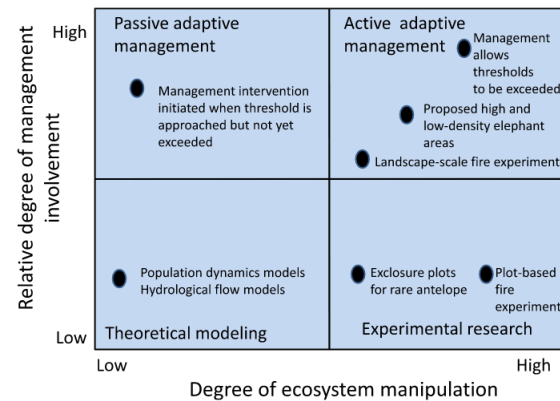 High
Passive adaptive
management
Management intervention
initiated when threshold is
approached but not yet
exceeded
Active adaptive
management
Management
allows
thresholds
to be exceeded
Proposed high and
low-density elephant
areas
Landscape-scale fire experiment
Relative degree of management
involvement
Population dynamics models
Hydrological flow models
Theoretical modeling
Exclosure plots
for rare antelope
Plot-based
fire
experiment
Experimental research
Low
Low
High
Degree of ecosystem manipulation